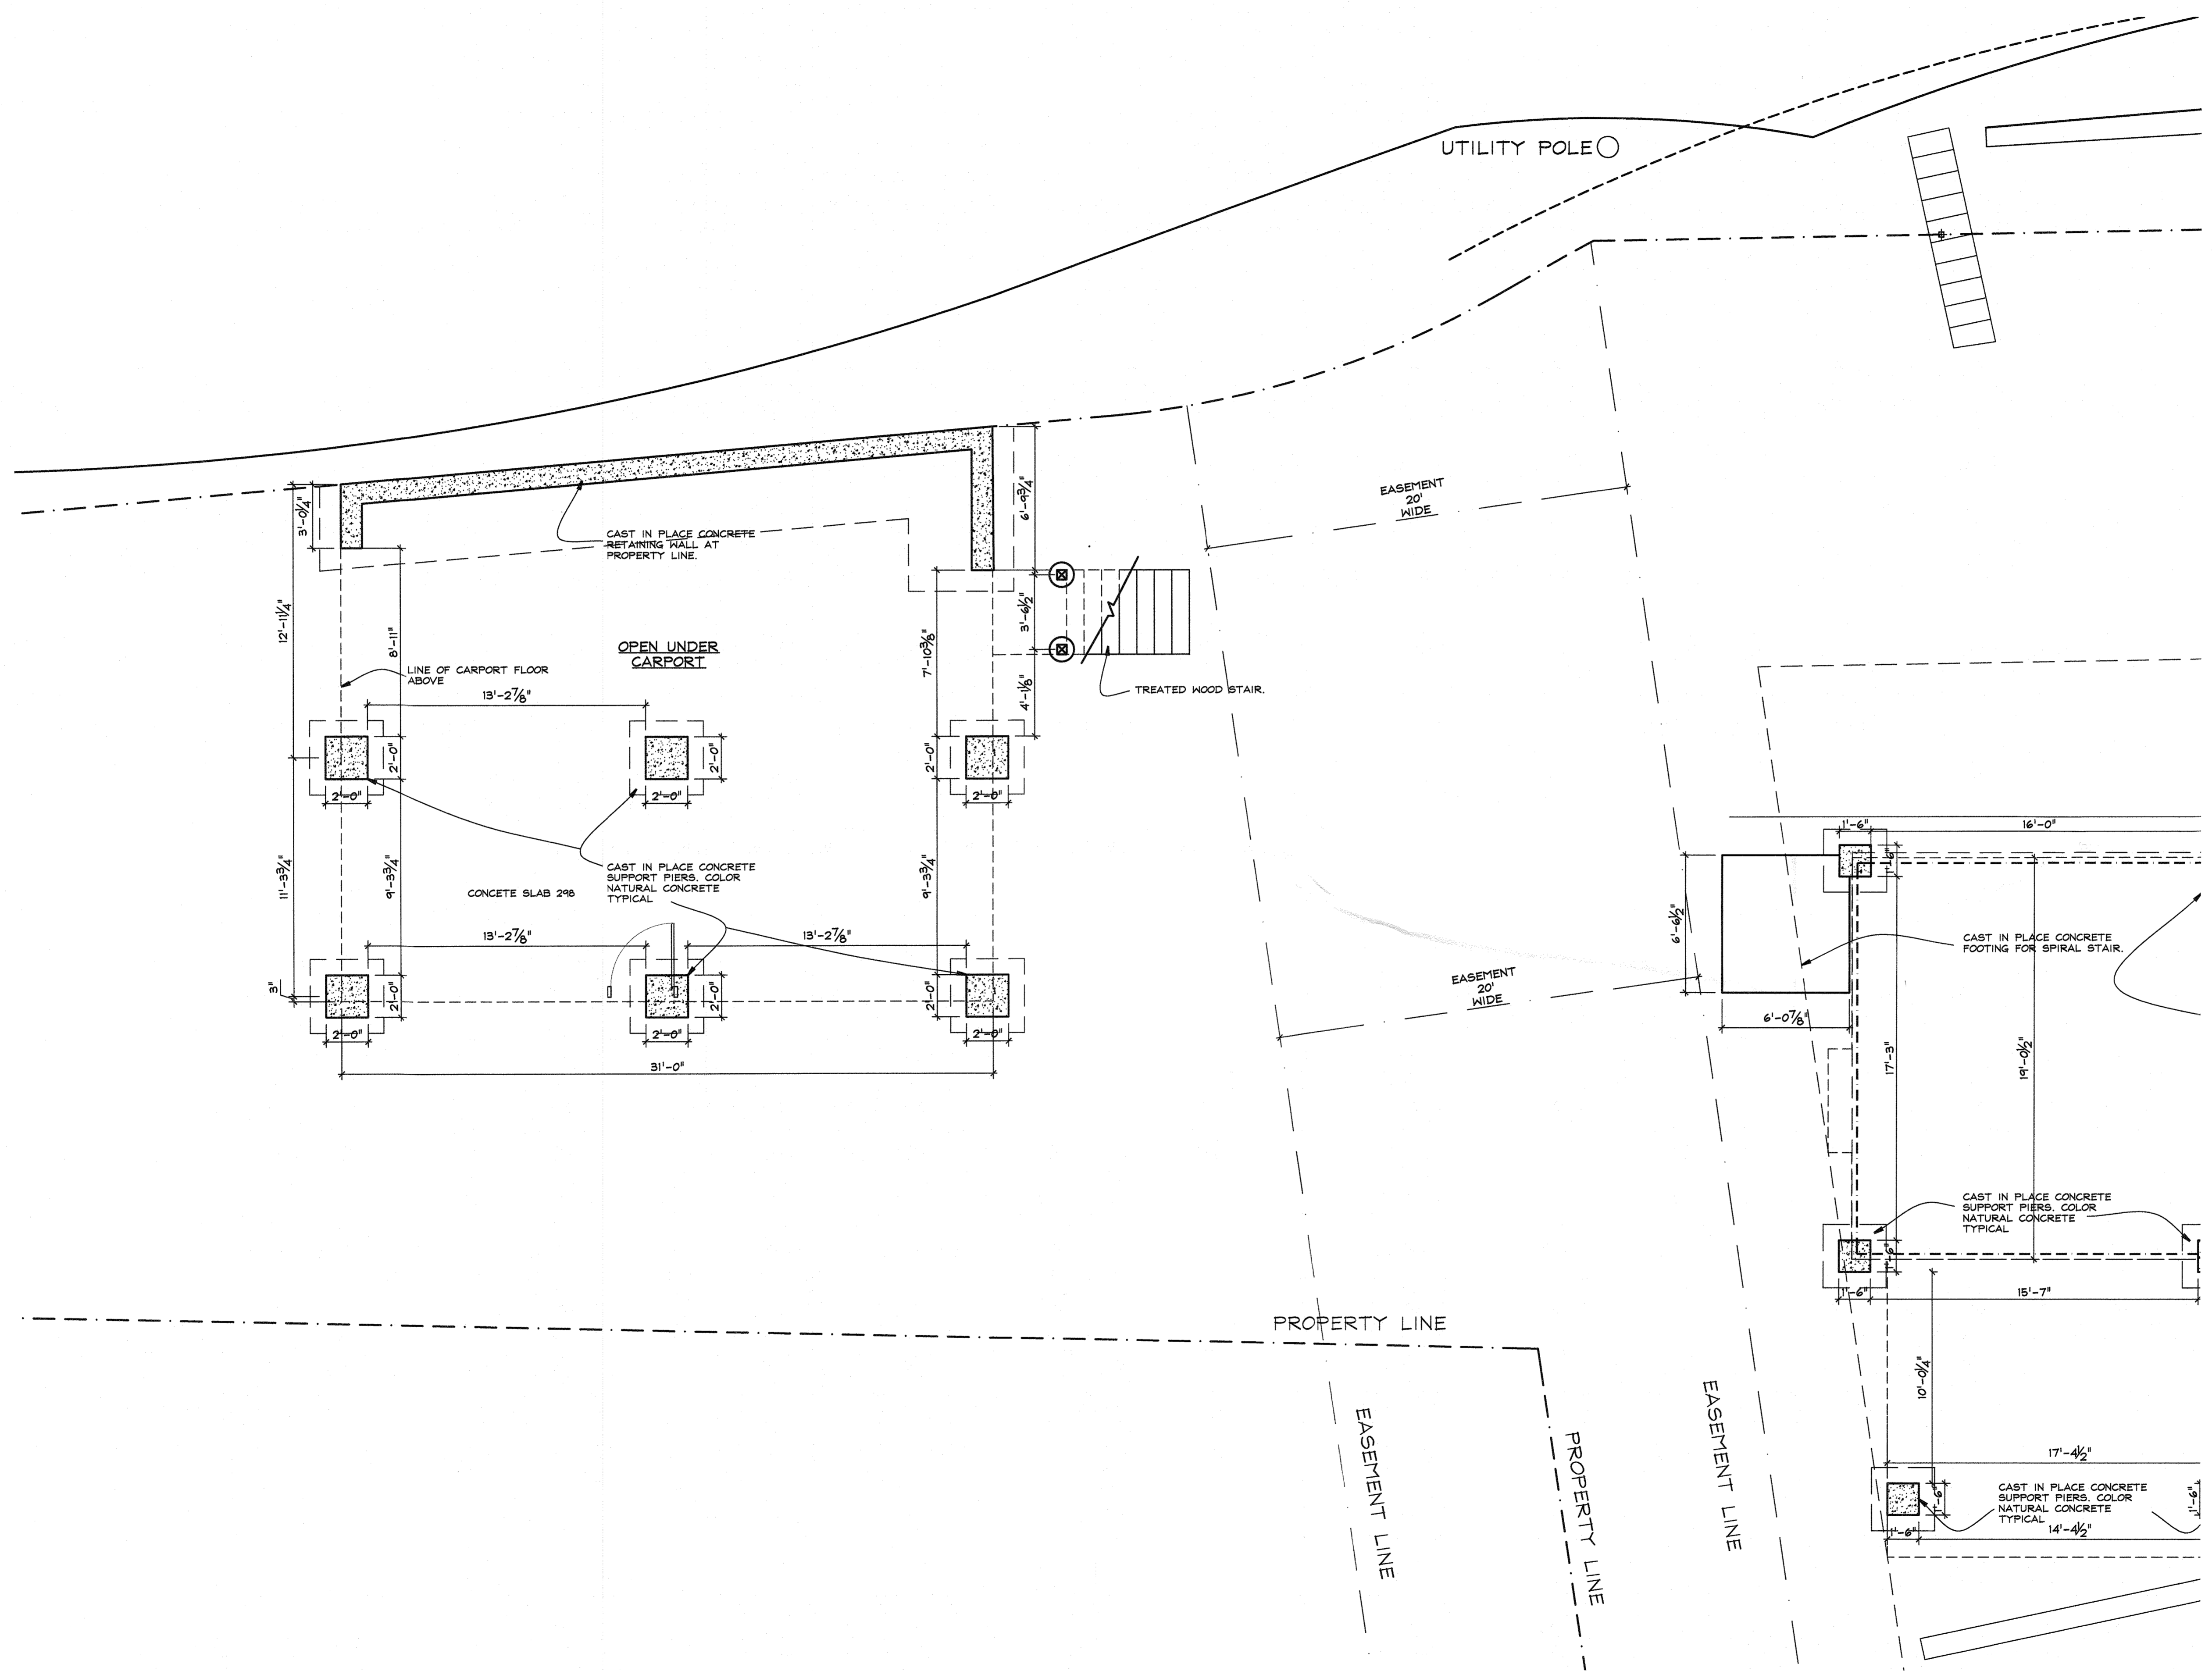 UTILITY POLE
EASEMENT
20'
WIDE
3'-0¼"
6'-9¾"
CAST IN PLACE CONCRETE
RETAINING WALL AT
PROPERTY LINE.
12'-11¼"
8'-11"
OPEN UNDER
CARPORT
7'-10⅜"
3'-6½"
LINE OF CARPORT FLOOR
ABOVE
13'-2⅞"
4'-1⅛"
TREATED WOOD STAIR.
2'-0"
2'-0"
2'-0"
2'-0"
2'-0"
2'-0"
1'-6"
16'-0"
1'-6"
11'-3¾"
9'-3¾"
CONCETE SLAB 298
CAST IN PLACE CONCRETE
SUPPORT PIERS. COLOR
NATURAL CONCRETE
TYPICAL
9'-3¾"
6'-6½"
13'-2⅞"
13'-2⅞"
CAST IN PLACE CONCRETE
FOOTING FOR SPIRAL STAIR.
EASEMENT
20'
WIDE
3"
2'-0"
2'-0"
2'-0"
2'-0"
2'-0"
2'-0"
6'-0⅞"
31'-0"
17'-3"
19'-0½"
CAST IN PLACE CONCRETE
SUPPORT PIERS. COLOR
NATURAL CONCRETE
TYPICAL
1'-6"
1'-6"
15'-7"
PROPERTY LINE
10'-0¼"
EASEMENT LINE
PROPERTY LINE
EASEMENT LINE
17'-4½"
1'-6"
CAST IN PLACE CONCRETE
SUPPORT PIERS. COLOR
NATURAL CONCRETE
TYPICAL
1'-6"
1'-6"
14'-4½"